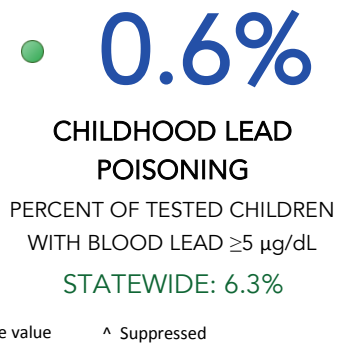 0.6%
CHILDHOOD LEAD
POISONING
PERCENT OF TESTED CHILDREN
WITH BLOOD LEAD ≥5 µg/dL
STATEWIDE: 6.3%
e value ^ Suppressed